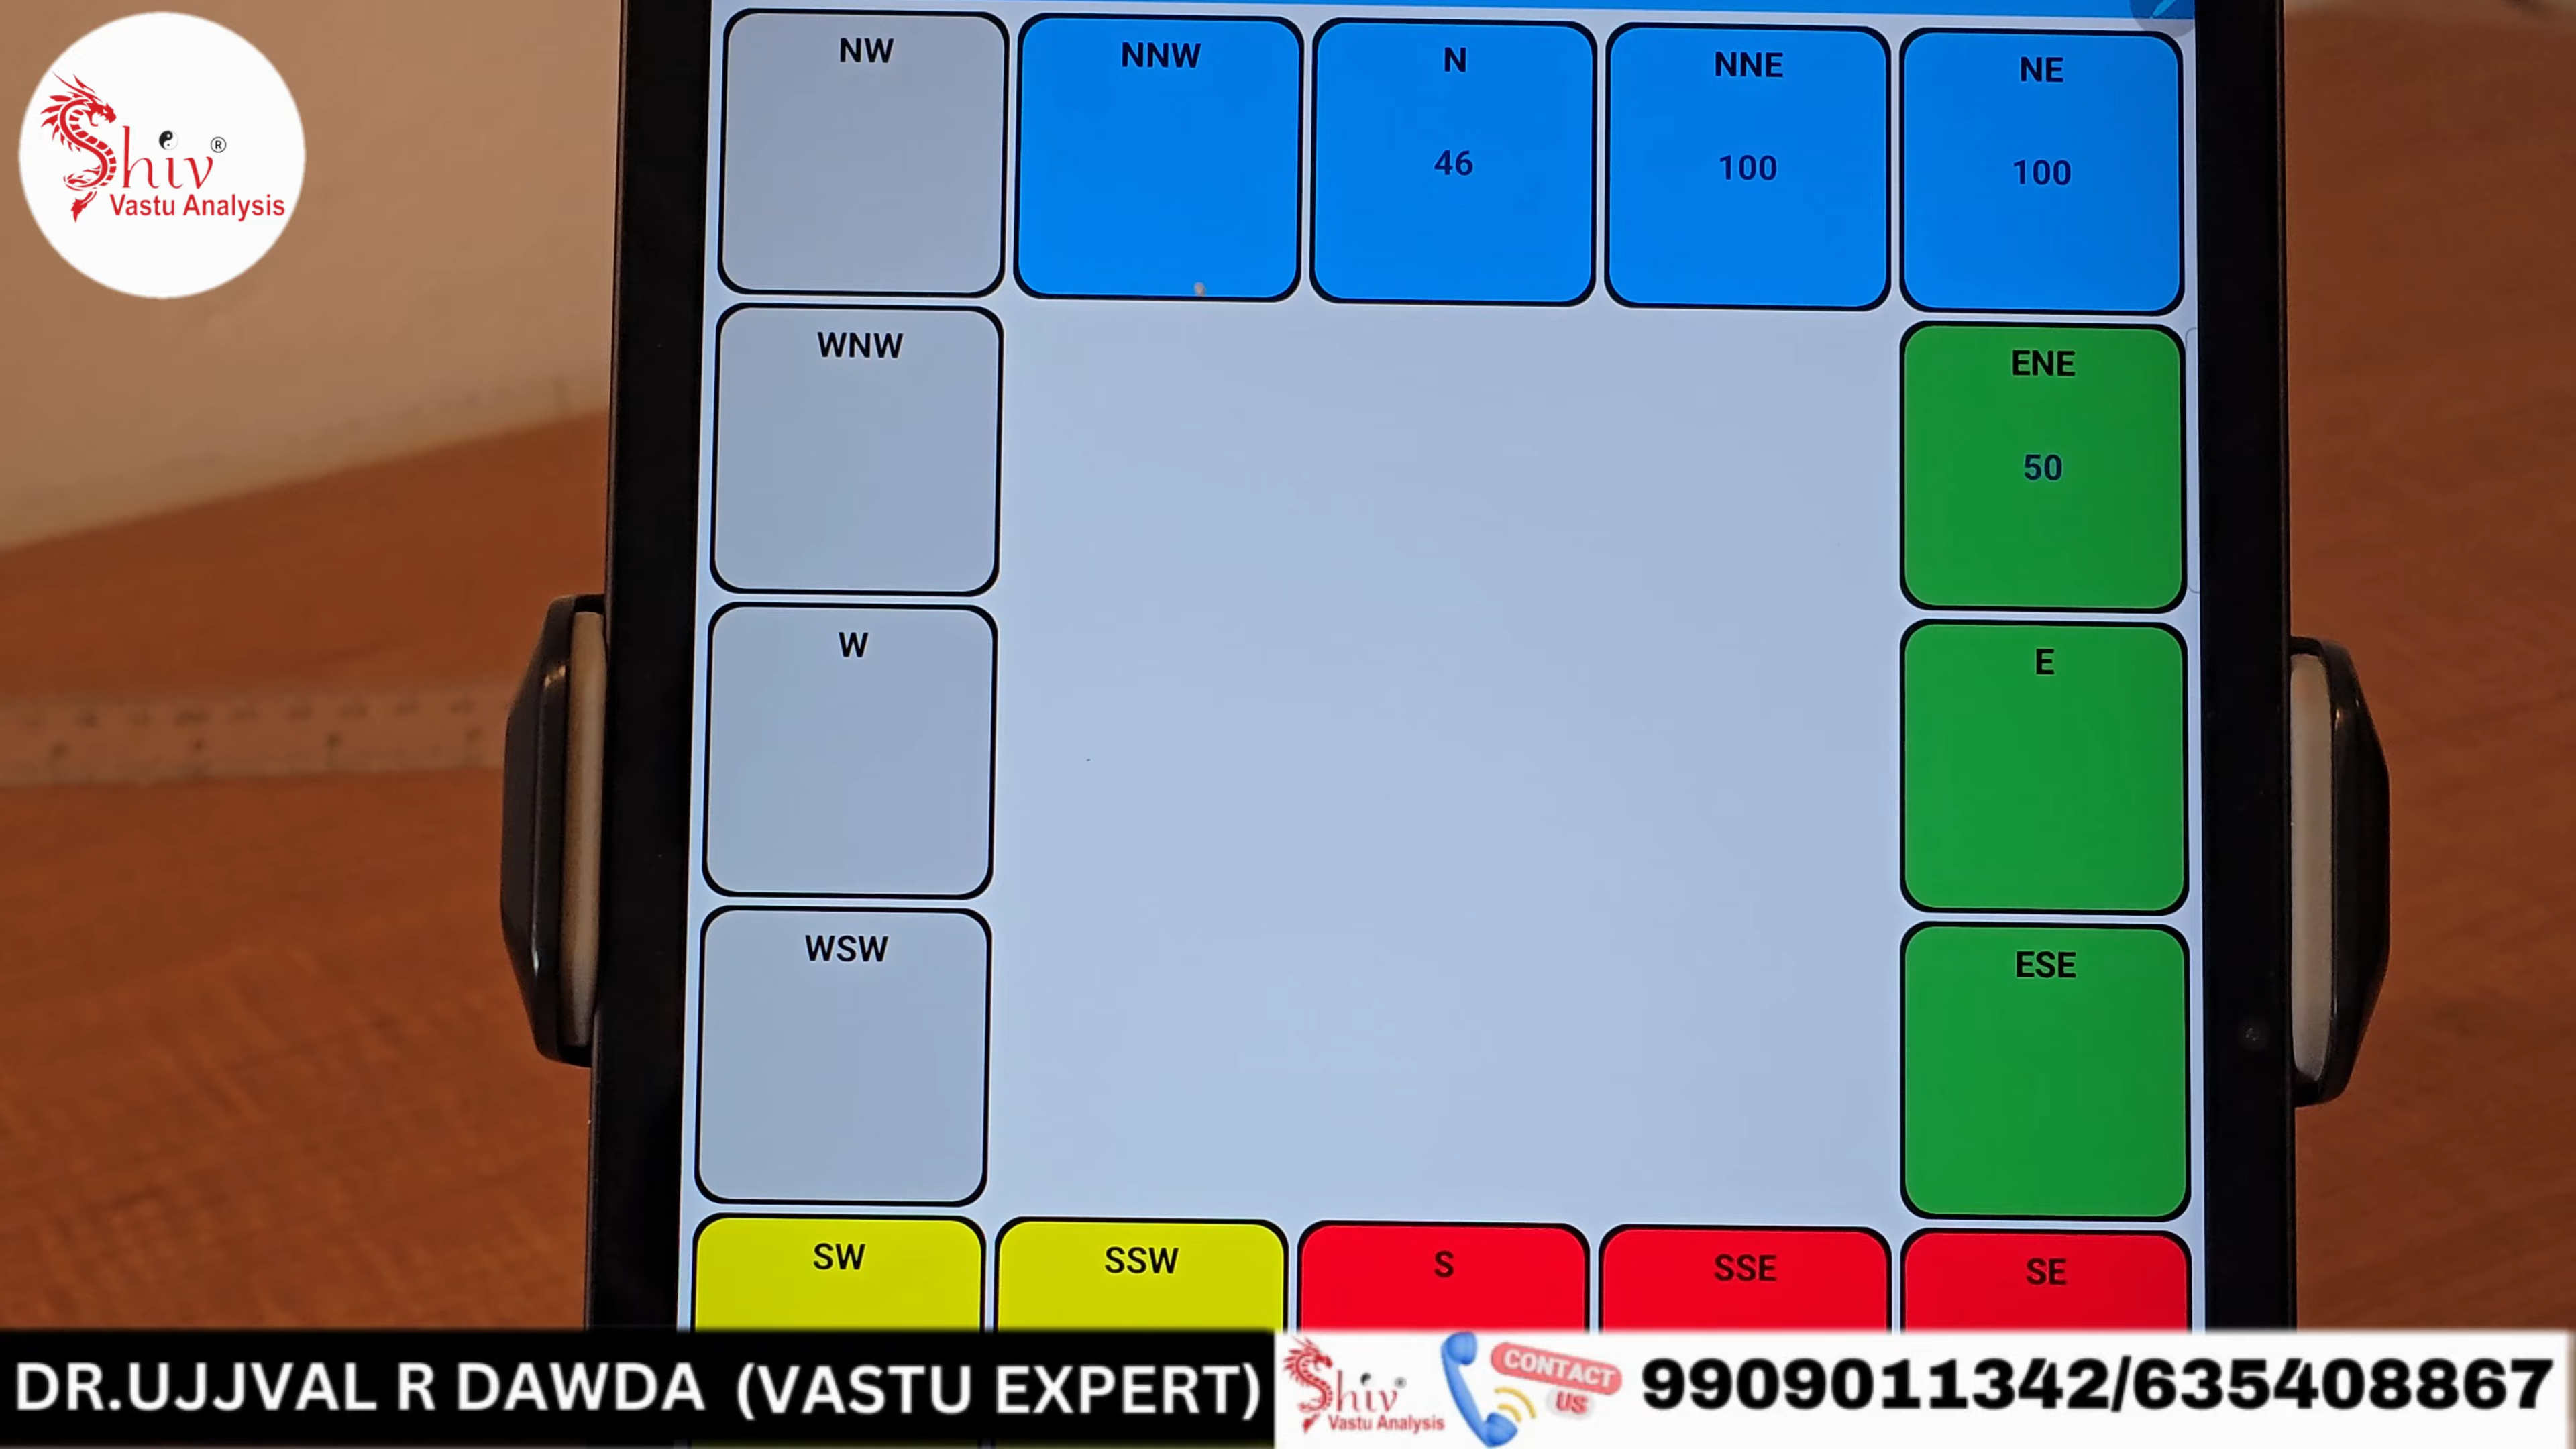 Shiv®
Vastu Analysis
NW NNW N NNE NE
46 100 100
WNW ENE
50
W E
WSW ESE
SW SSW S SSE SE
DR.UJJVAL R DAWDA (VASTU EXPERT)
Shiv®
Vastu Analysis
CONTACT
US
9909011342/635408867